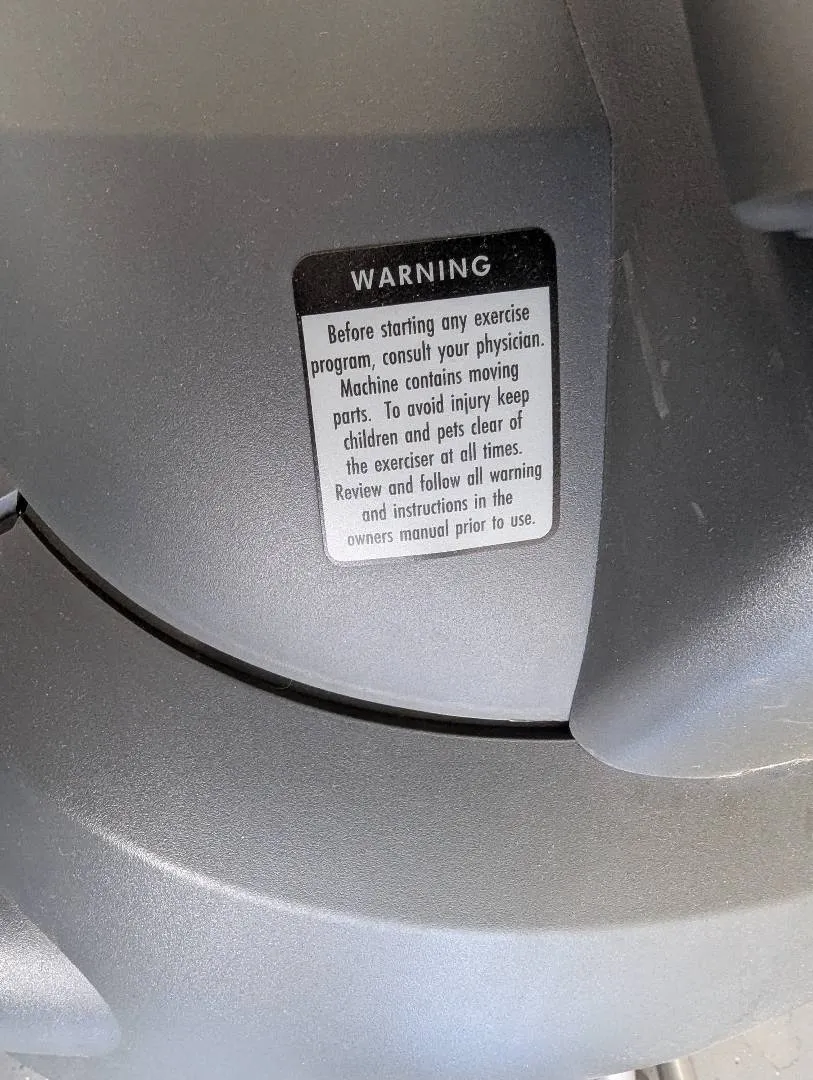 WARNING
Before starting any exercise
program, consult your physician.
Machine contains moving
parts. To avoid injury keep
children and pets clear of
the exerciser at all times.
Review and follow all warning
and instructions in the
owners manual prior to use.